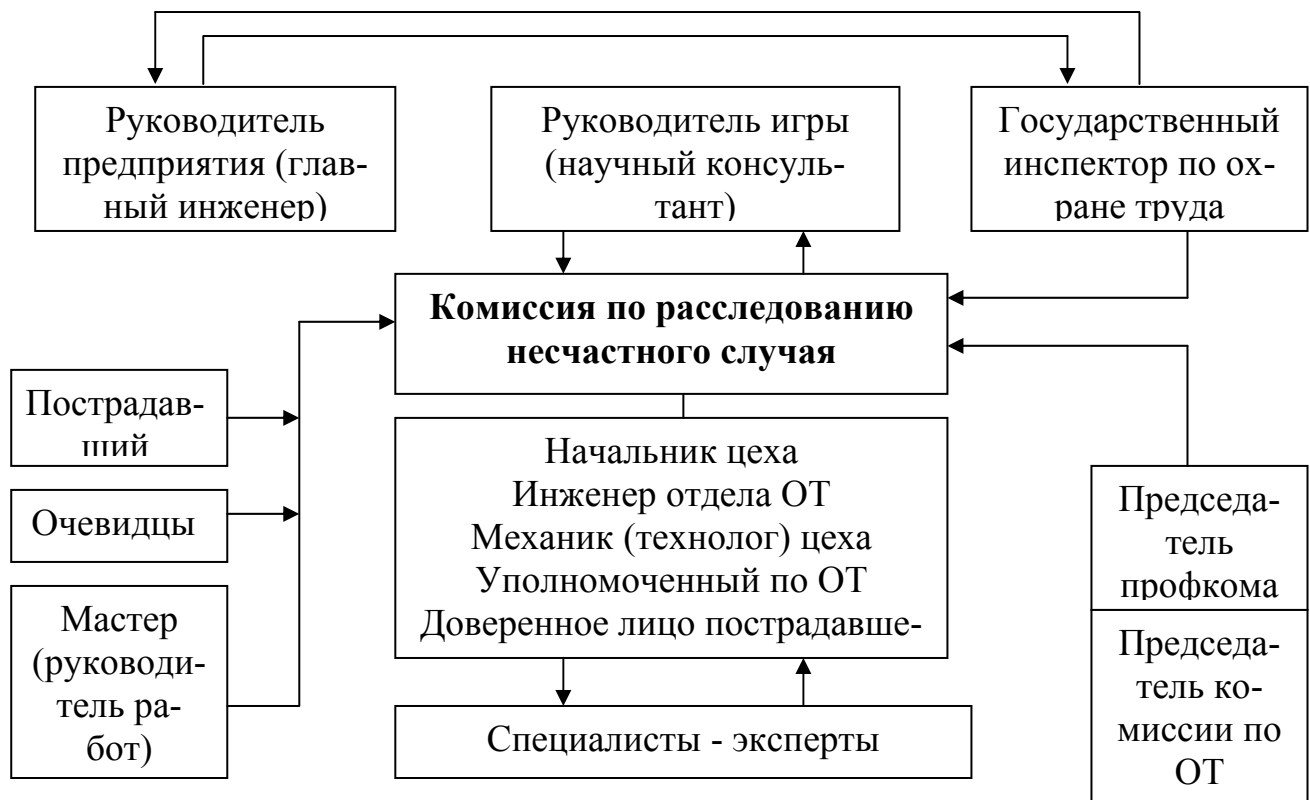 Руководитель
предприятия (глав-
ный инженер)
Руководитель игры
(научный консуль-
тант)
Государственный
инспектор по ох-
ране труда
Комиссия по расследованию
несчастного случая
Пострадав-
ший
Очевидцы
Мастер
(руководи-
тель ра-
бот)
Начальник цеха
Инженер отдела ОТ
Механик (технолог) цеха
Уполномоченный по ОТ
Доверенное лицо пострадавше-
Специалисты - эксперты
Председа-
тель
профкома
Председа-
тель ко-
миссии по
ОТ